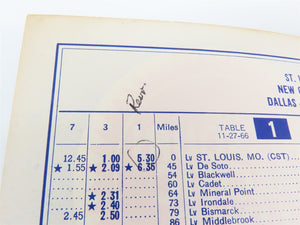 ST. L
NEW O
DALLAS
Rev.
7 3 1 Miles TABLE 11-27-66 1
12.45 1.00 5.30 0 Lv ST. LOUIS, MO. (CST)
★ 1.55 ★ 2.09 ★ 6.35 45 Lv De Soto
54 Lv Blackwell
60 Lv Cadet
★ 2.31 64 Lv Mineral Point
★ 2.40 73 Lv Irondale
2.45 2.50 79 Lv Bismarck
86 Lv Middlebrook